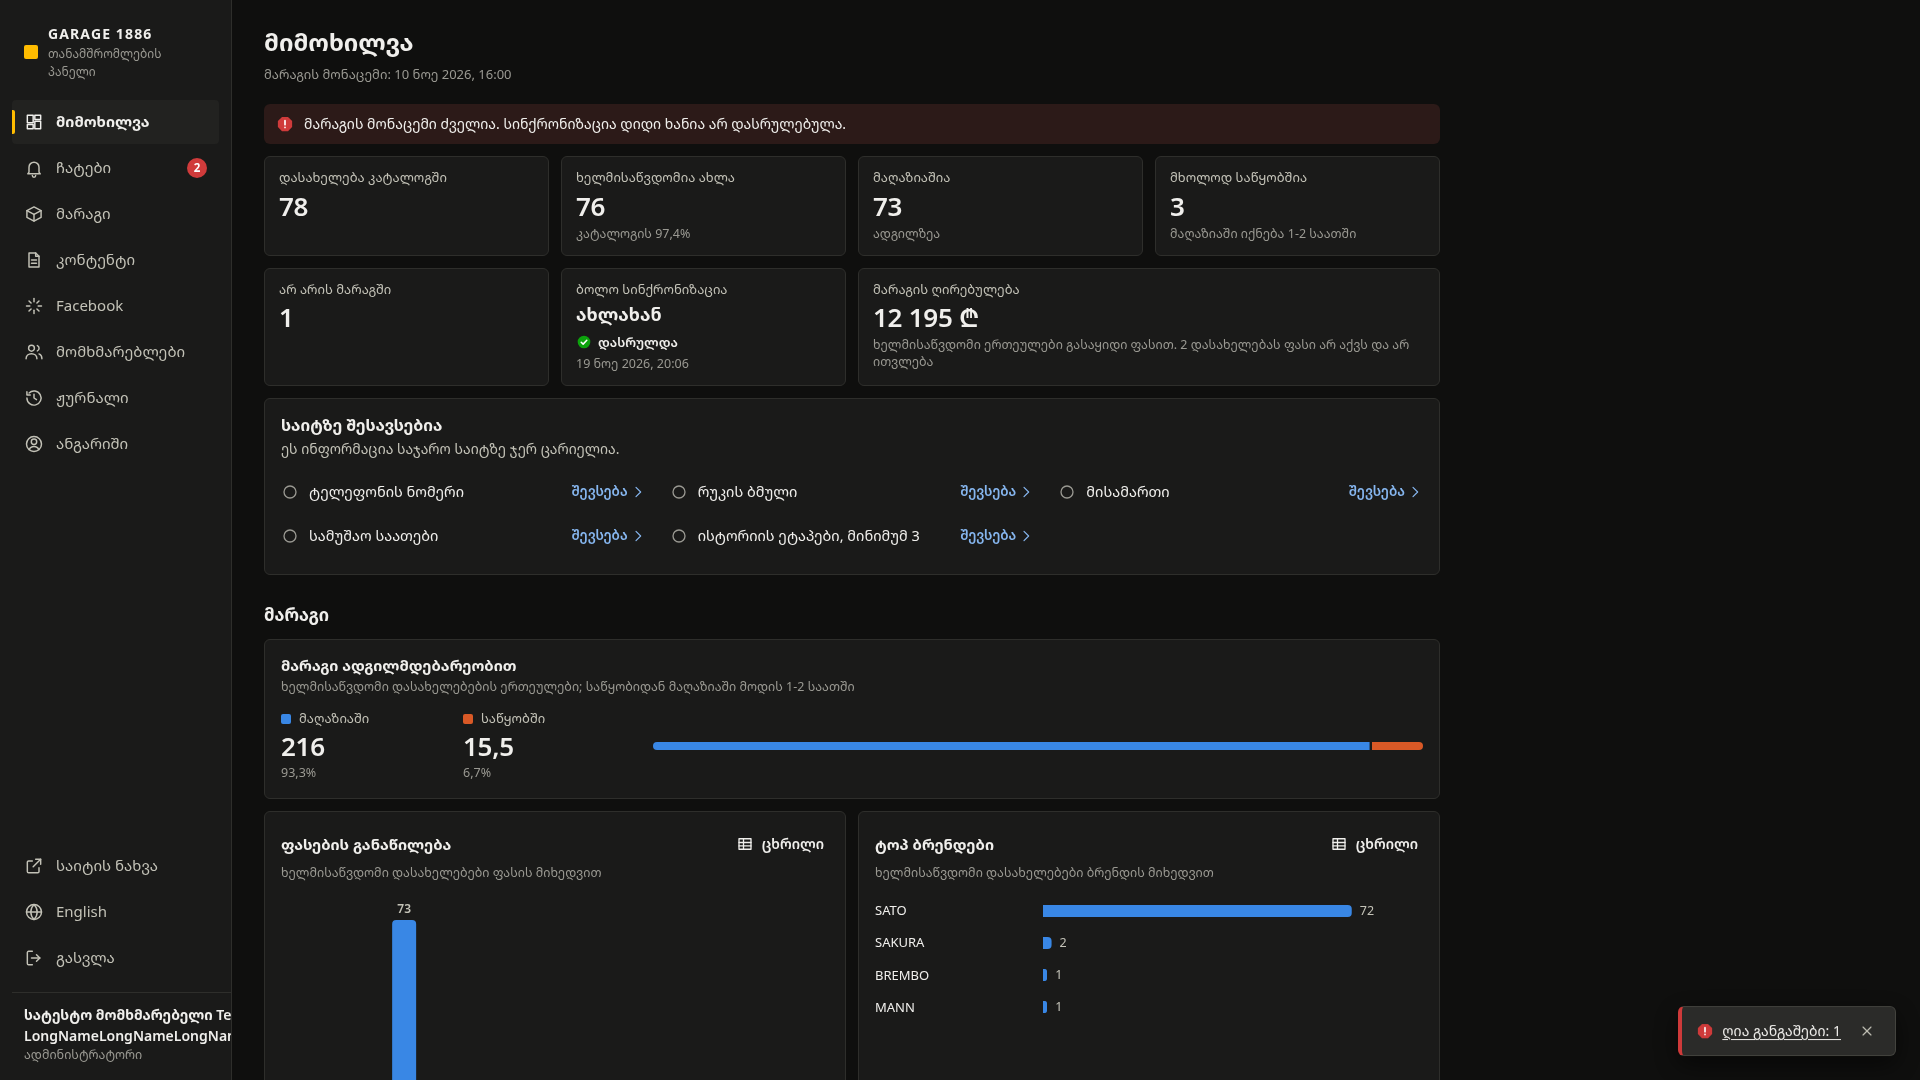 GARAGE 1886
თანამშრომლების
პანელი
მიმოხილვა
ჩატები
2
მარაგი
კონტენტი
Facebook
მომხმარებლები
ჟურნალი
ანგარიში
საიტის ნახვა
English
გასვლა
სატესტო მომხმარებელი Te
LongNameLongNameLongNar
ადმინისტრატორი
მიმოხილვა
მარაგის მონაცემი: 10 ნოე 2026, 16:00
მარაგის მონაცემი ძველია. სინქრონიზაცია დიდი ხანია არ დასრულებულა.
დასახელება კატალოგში
78
ხელმისაწვდომია ახლა
76
კატალოგის 97,4%
მაღაზიაშია
73
ადგილზეა
მხოლოდ საწყობშია
3
მაღაზიაში იქნება 1-2 საათში
არ არის მარაგში
1
ბოლო სინქრონიზაცია
ახლახან
დასრულდა
19 ნოე 2026, 20:06
მარაგის ღირებულება
12 195 ₾
ხელმისაწვდომი ერთეულები გასაყიდი ფასით. 2 დასახელებას ფასი არ აქვს და არ
ითვლება
საიტზე შესავსებია
ეს ინფორმაცია საჯარო საიტზე ჯერ ცარიელია.
ტელეფონის ნომერი
შევსება
რუკის ბმული
შევსება
მისამართი
შევსება
სამუშაო საათები
შევსება
ისტორიის ეტაპები, მინიმუმ 3
შევსება
მარაგი
მარაგი ადგილმდებარეობით
ხელმისაწვდომი დასახელებების ერთეულები; საწყობიდან მაღაზიაში მოდის 1-2 საათში
მაღაზიაში
216
93,3%
საწყობში
15,5
6,7%
ფასების განაწილება
ცხრილი
ხელმისაწვდომი დასახელებები ფასის მიხედვით
73
ტოპ ბრენდები
ცხრილი
ხელმისაწვდომი დასახელებები ბრენდის მიხედვით
SATO 72
SAKURA 2
BREMBO 1
MANN 1
ღია განგაშები: 1